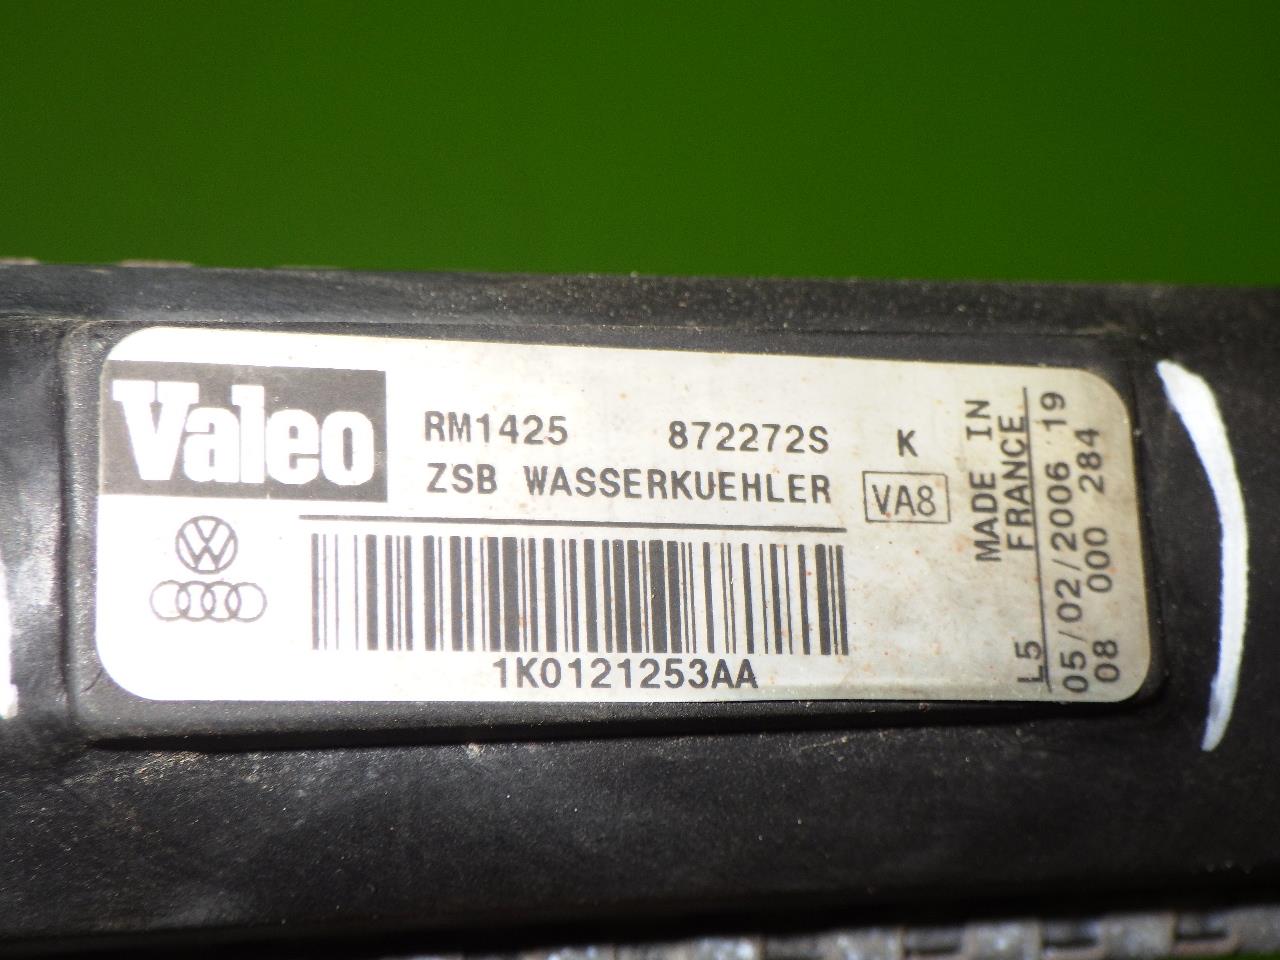 Valeo
RM1425 872272S K
ZSB WASSERKUEHLER VA8
1K0121253AA
MADE IN
FRANCE
L5
05/02/2006 19
08 000 284